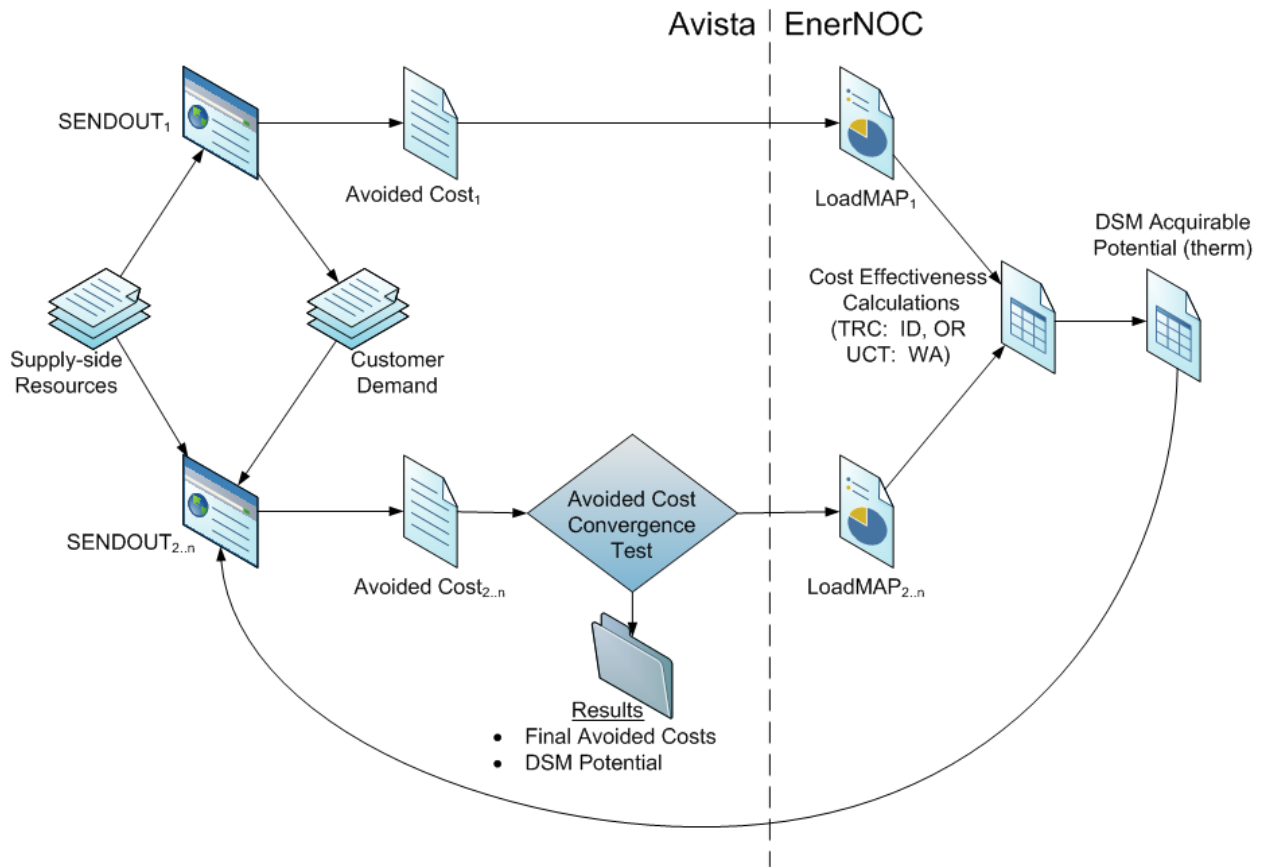 Avista EnerNOC
SENDOUT₁
Avoided Cost₁
LoadMAP₁
DSM Acquirable
Potential (therm)
Supply-side
Resources
Customer
Demand
Cost Effectiveness
Calculations
(TRC: ID, OR
UCT: WA)
SENDOUT₂..ₙ
Avoided Cost₂..ₙ
Avoided Cost
Convergence
Test
LoadMAP₂..ₙ
Results
• Final Avoided Costs
• DSM Potential